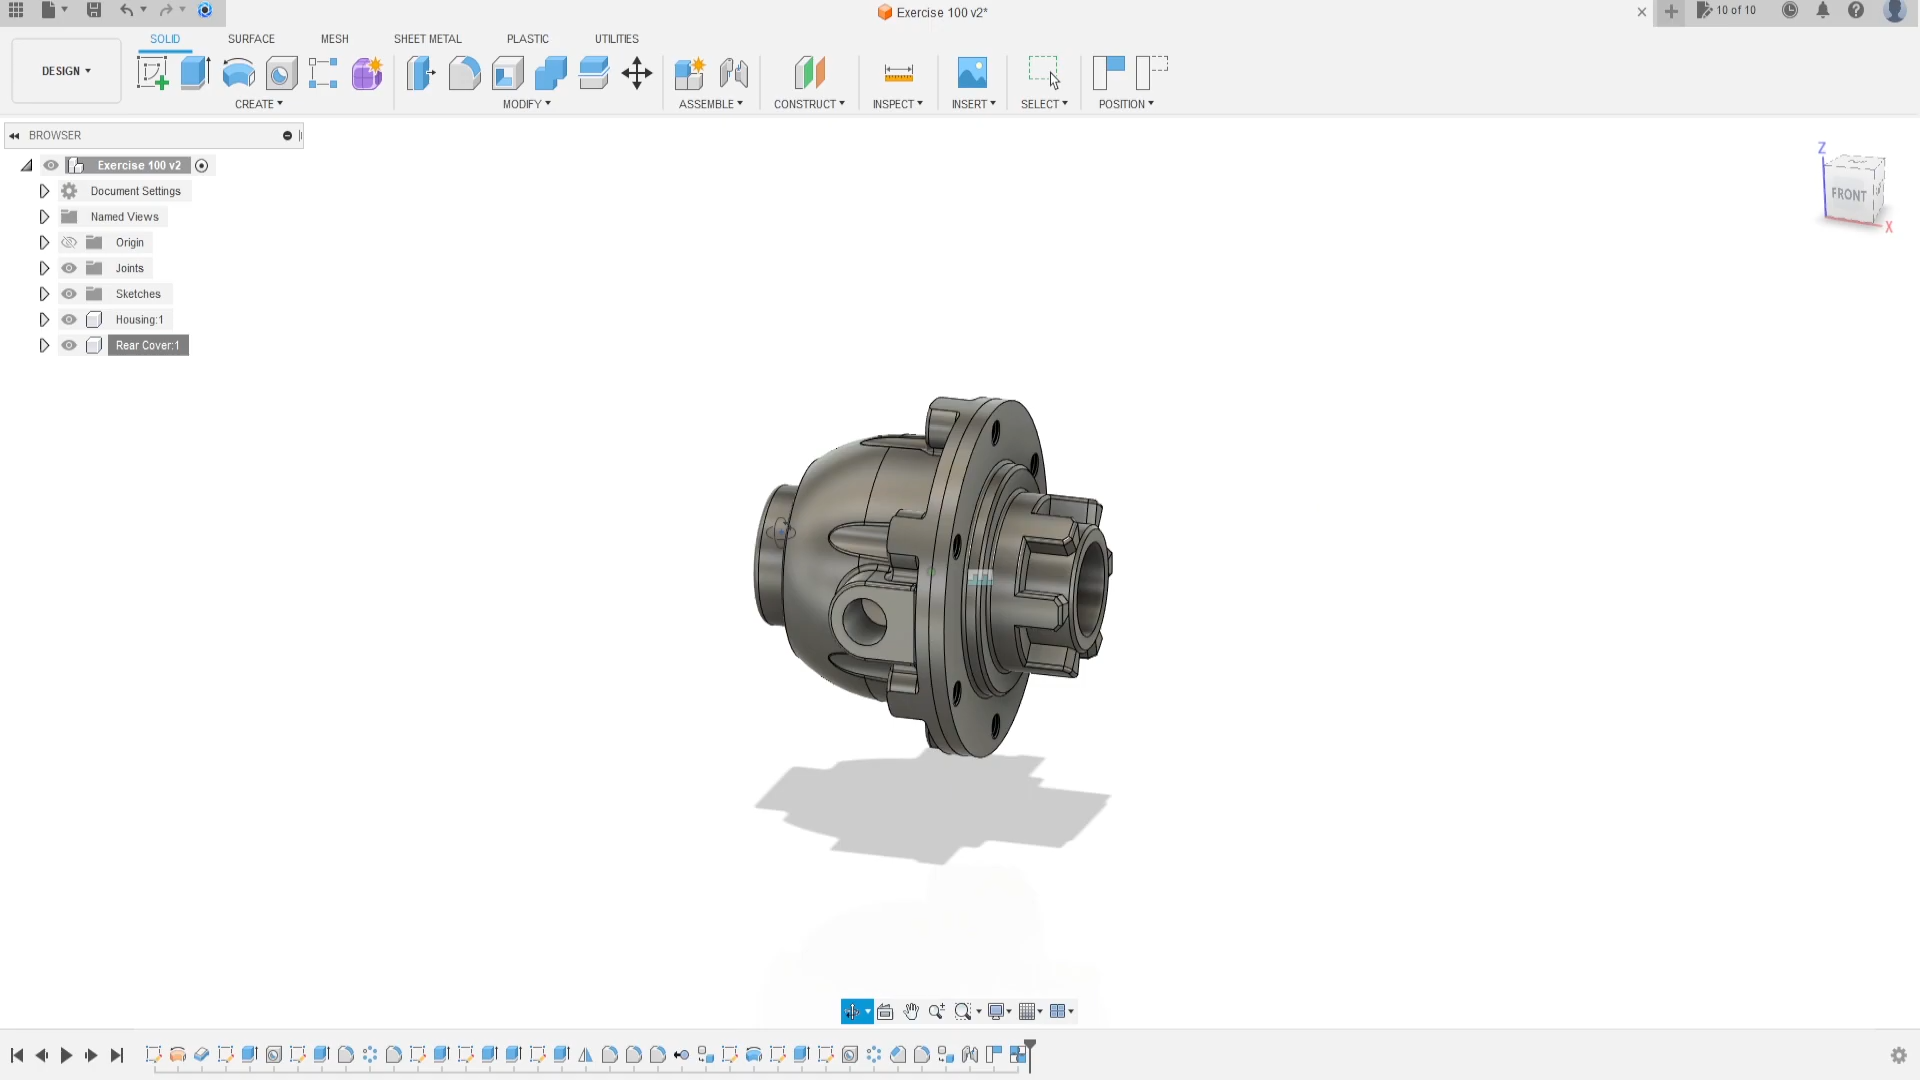 Exercise 100 v2*
10 of 10
SOLID SURFACE MESH SHEET METAL PLASTIC UTILITIES
DESIGN
CREATE MODIFY ASSEMBLE CONSTRUCT INSPECT INSERT SELECT POSITION
BROWSER
Exercise 100 v2
Document Settings
Named Views
Origin
Joints
Sketches
Housing:1
Rear Cover:1
Z
FRONT
X